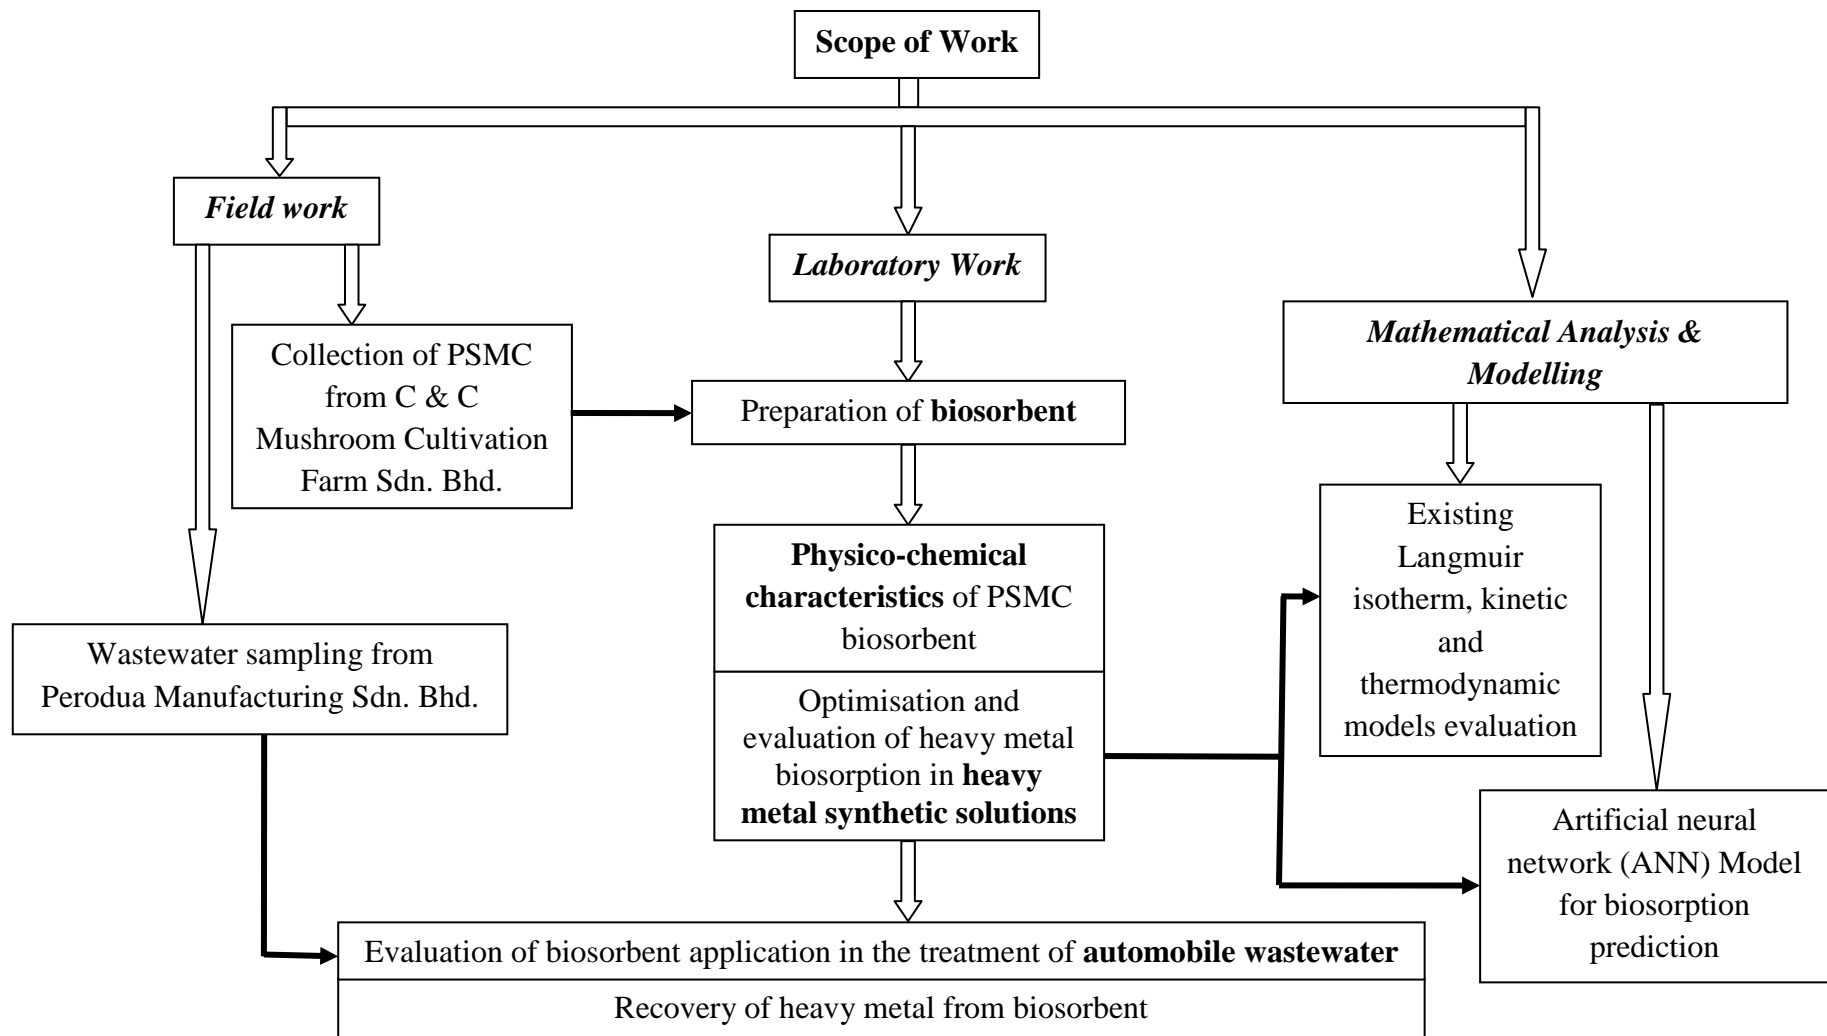 Scope of Work
Field work
Laboratory Work
Mathematical Analysis &
Modelling
Collection of PSMC
from C & C
Mushroom Cultivation
Farm Sdn. Bhd.
Preparation of biosorbent
Existing
Langmuir
isotherm, kinetic
and
thermodynamic
models evaluation
Physico-chemical
characteristics of PSMC
biosorbent
Wastewater sampling from
Perodua Manufacturing Sdn. Bhd.
Optimisation and
evaluation of heavy metal
biosorption in heavy
metal synthetic solutions
Artificial neural
network (ANN) Model
for biosorption
prediction
Evaluation of biosorbent application in the treatment of automobile wastewater
Recovery of heavy metal from biosorbent